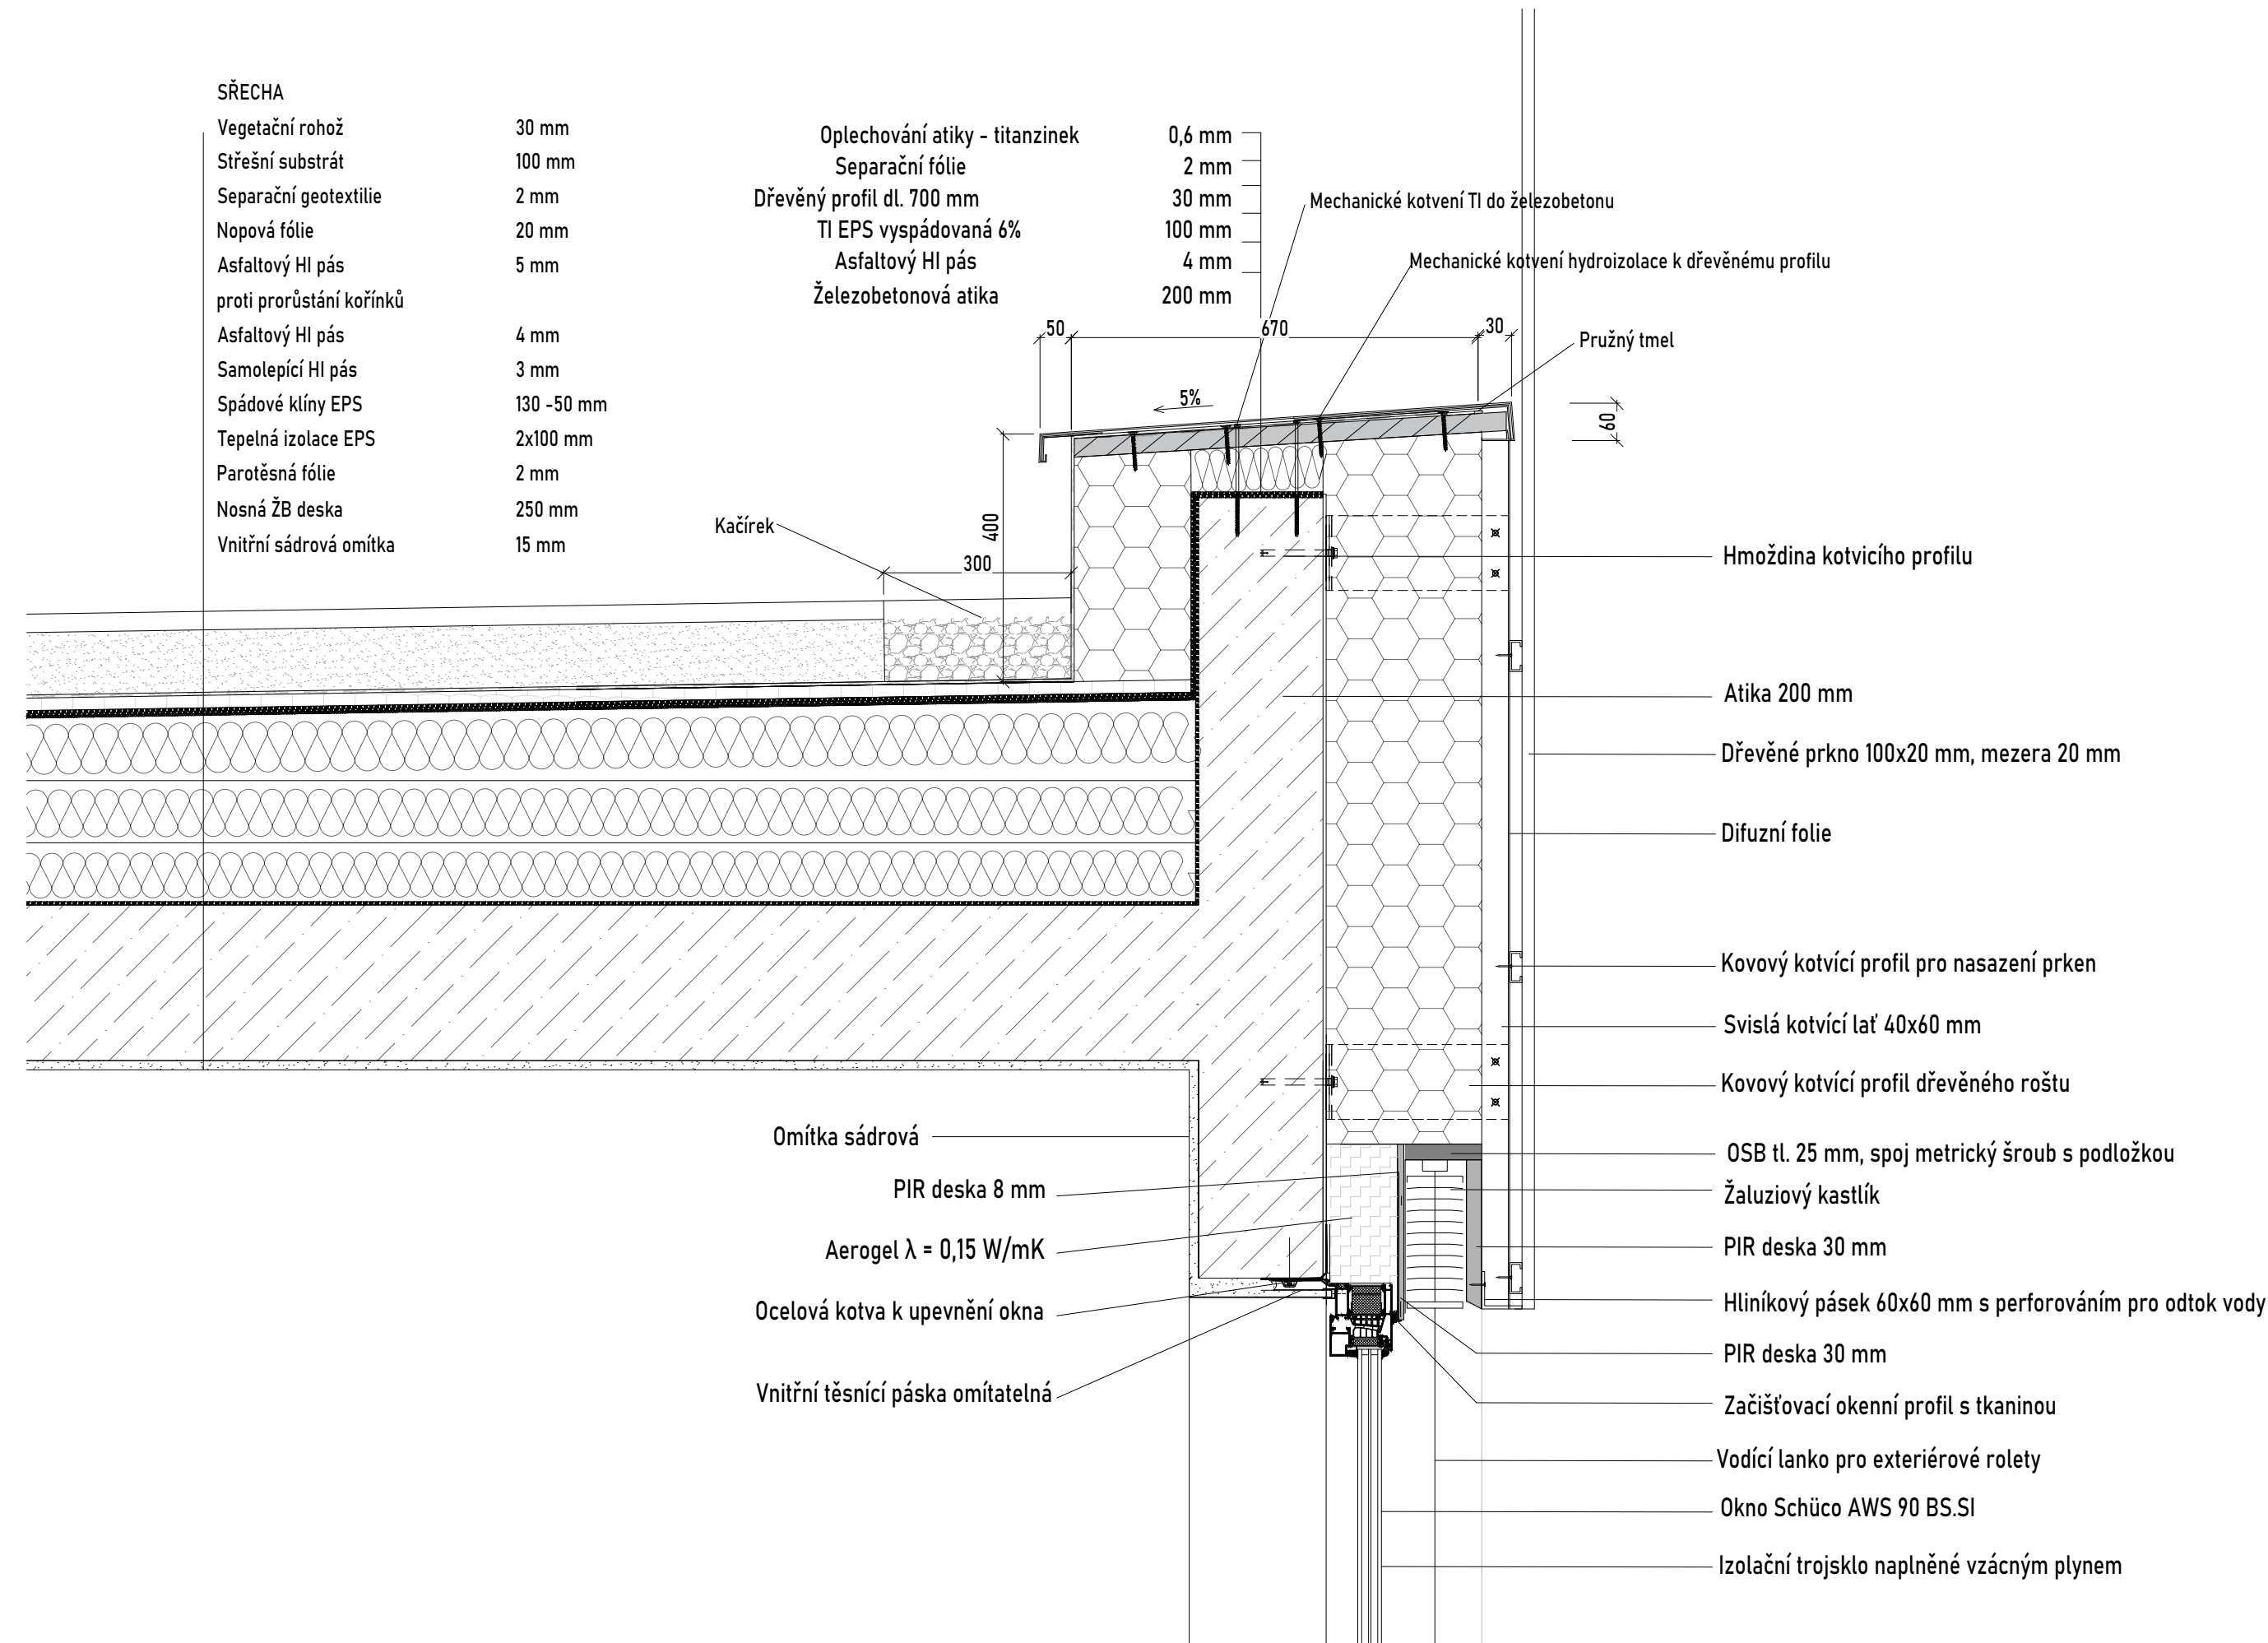 SŘECHA
Vegetační rohož 30 mm
Střešní substrát 100 mm
Separační geotextilie 2 mm
Nopová fólie 20 mm
Asfaltový HI pás 5 mm
proti prorůstání kořínků
Asfaltový HI pás 4 mm
Samolepící HI pás 3 mm
Spádové klíny EPS 130 -50 mm
Tepelná izolace EPS 2x100 mm
Parotěsná fólie 2 mm
Nosná ŽB deska 250 mm
Vnitřní sádrová omítka 15 mm
Oplechování atiky - titanzinek 0,6 mm
Separační fólie 2 mm
Dřevěný profil dl. 700 mm 30 mm
TI EPS vyspádovaná 6% 100 mm
Asfaltový HI pás 4 mm
Železobetonová atika 200 mm
Mechanické kotvení TI do železobetonu
Mechanické kotvení hydroizolace k dřevěnému profilu
Pružný tmel
50
670
30
5%
60
400
300
Kačírek
Hmoždina kotvicího profilu
Atika 200 mm
Dřevěné prkno 100x20 mm, mezera 20 mm
Difuzní folie
Kovový kotvící profil pro nasazení prken
Svislá kotvící lať 40x60 mm
Kovový kotvící profil dřevěného roštu
OSB tl. 25 mm, spoj metrický šroub s podložkou
Žaluziový kastlík
PIR deska 30 mm
Hliníkový pásek 60x60 mm s perforováním pro odtok vody
PIR deska 30 mm
Začišťovací okenní profil s tkaninou
Vodící lanko pro exteriérové rolety
Okno Schüco AWS 90 BS.SI
Izolační trojsklo naplněné vzácným plynem
Omítka sádrová
PIR deska 8 mm
Aerogel λ = 0,15 W/mK
Ocelová kotva k upevnění okna
Vnitřní těsnící páska omítatelná